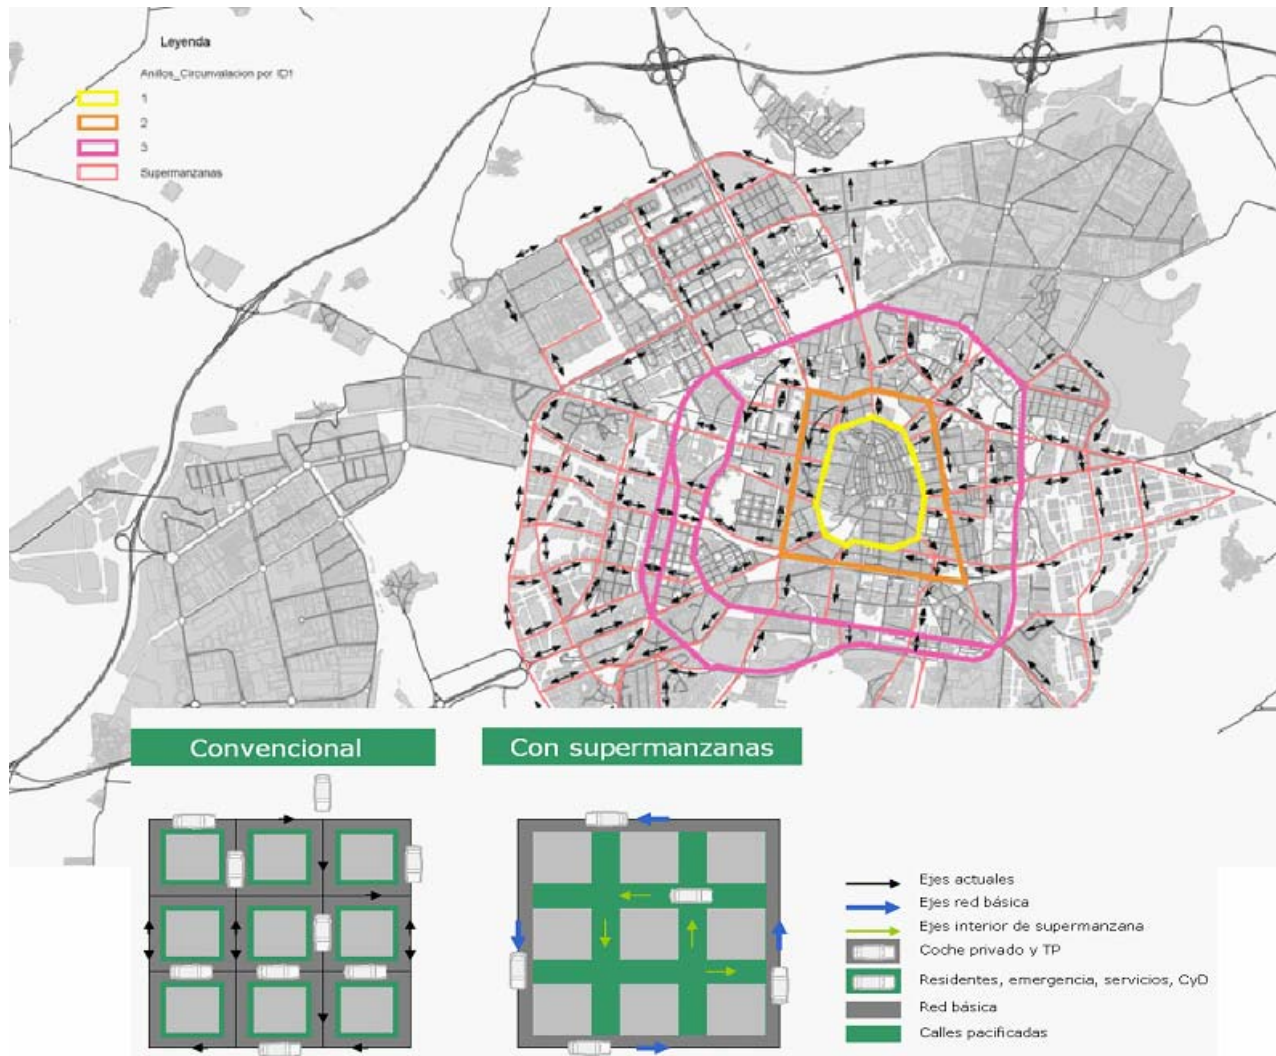 Leyenda
Anillos_Circunvalacion por ID1
1
2
3
Supermanzanas
Convencional
Con supermanzanas
Ejes actuales
Ejes red básica
Ejes interior de supermanzana
Coche privado y TP
Residentes, emergencia, servicios, CyD
Red básica
Calles pacificadas